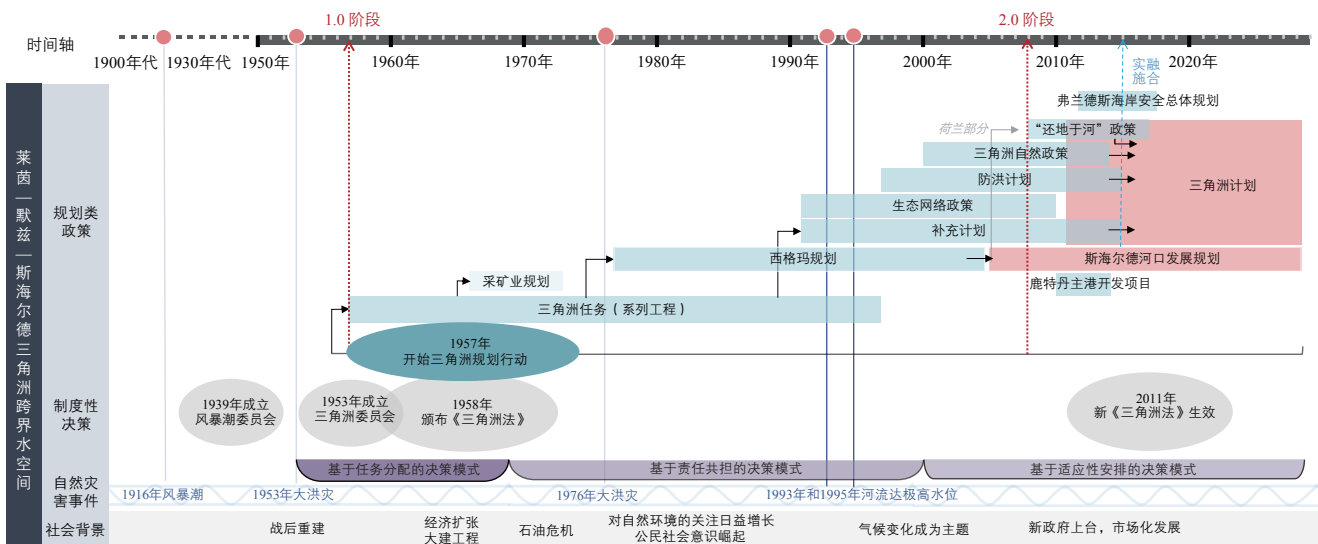 1.0 阶段
2.0 阶段
时间轴
1900年代
1930年代
1950年
1960年
1970年
1980年
1990年
2000年
2010年
2020年
实融
施合
莱茵—默兹—斯海尔德三角洲跨界水空间
规划类
政策
弗兰德斯海岸安全总体规划
荷兰部分
“还地于河”政策
三角洲自然政策
防洪计划
三角洲计划
生态网络政策
补充计划
西格玛规划
斯海尔德河口发展规划
采矿业规划
鹿特丹主港开发项目
三角洲任务（系列工程）
1957年
开始三角洲规划行动
制度性
决策
1939年成立
风暴潮委员会
1953年成立
三角洲委员会
1958年
颁布《三角洲法》
2011年
新《三角洲法》生效
基于任务分配的决策模式
基于责任共担的决策模式
基于适应性安排的决策模式
自然灾
害事件
1916年风暴潮
1953年大洪灾
1976年大洪灾
1993年和1995年河流达极高水位
社会背景
战后重建
经济扩张
大建工程
石油危机
对自然环境的关注日益增长
公民社会意识崛起
气候变化成为主题
新政府上台，市场化发展